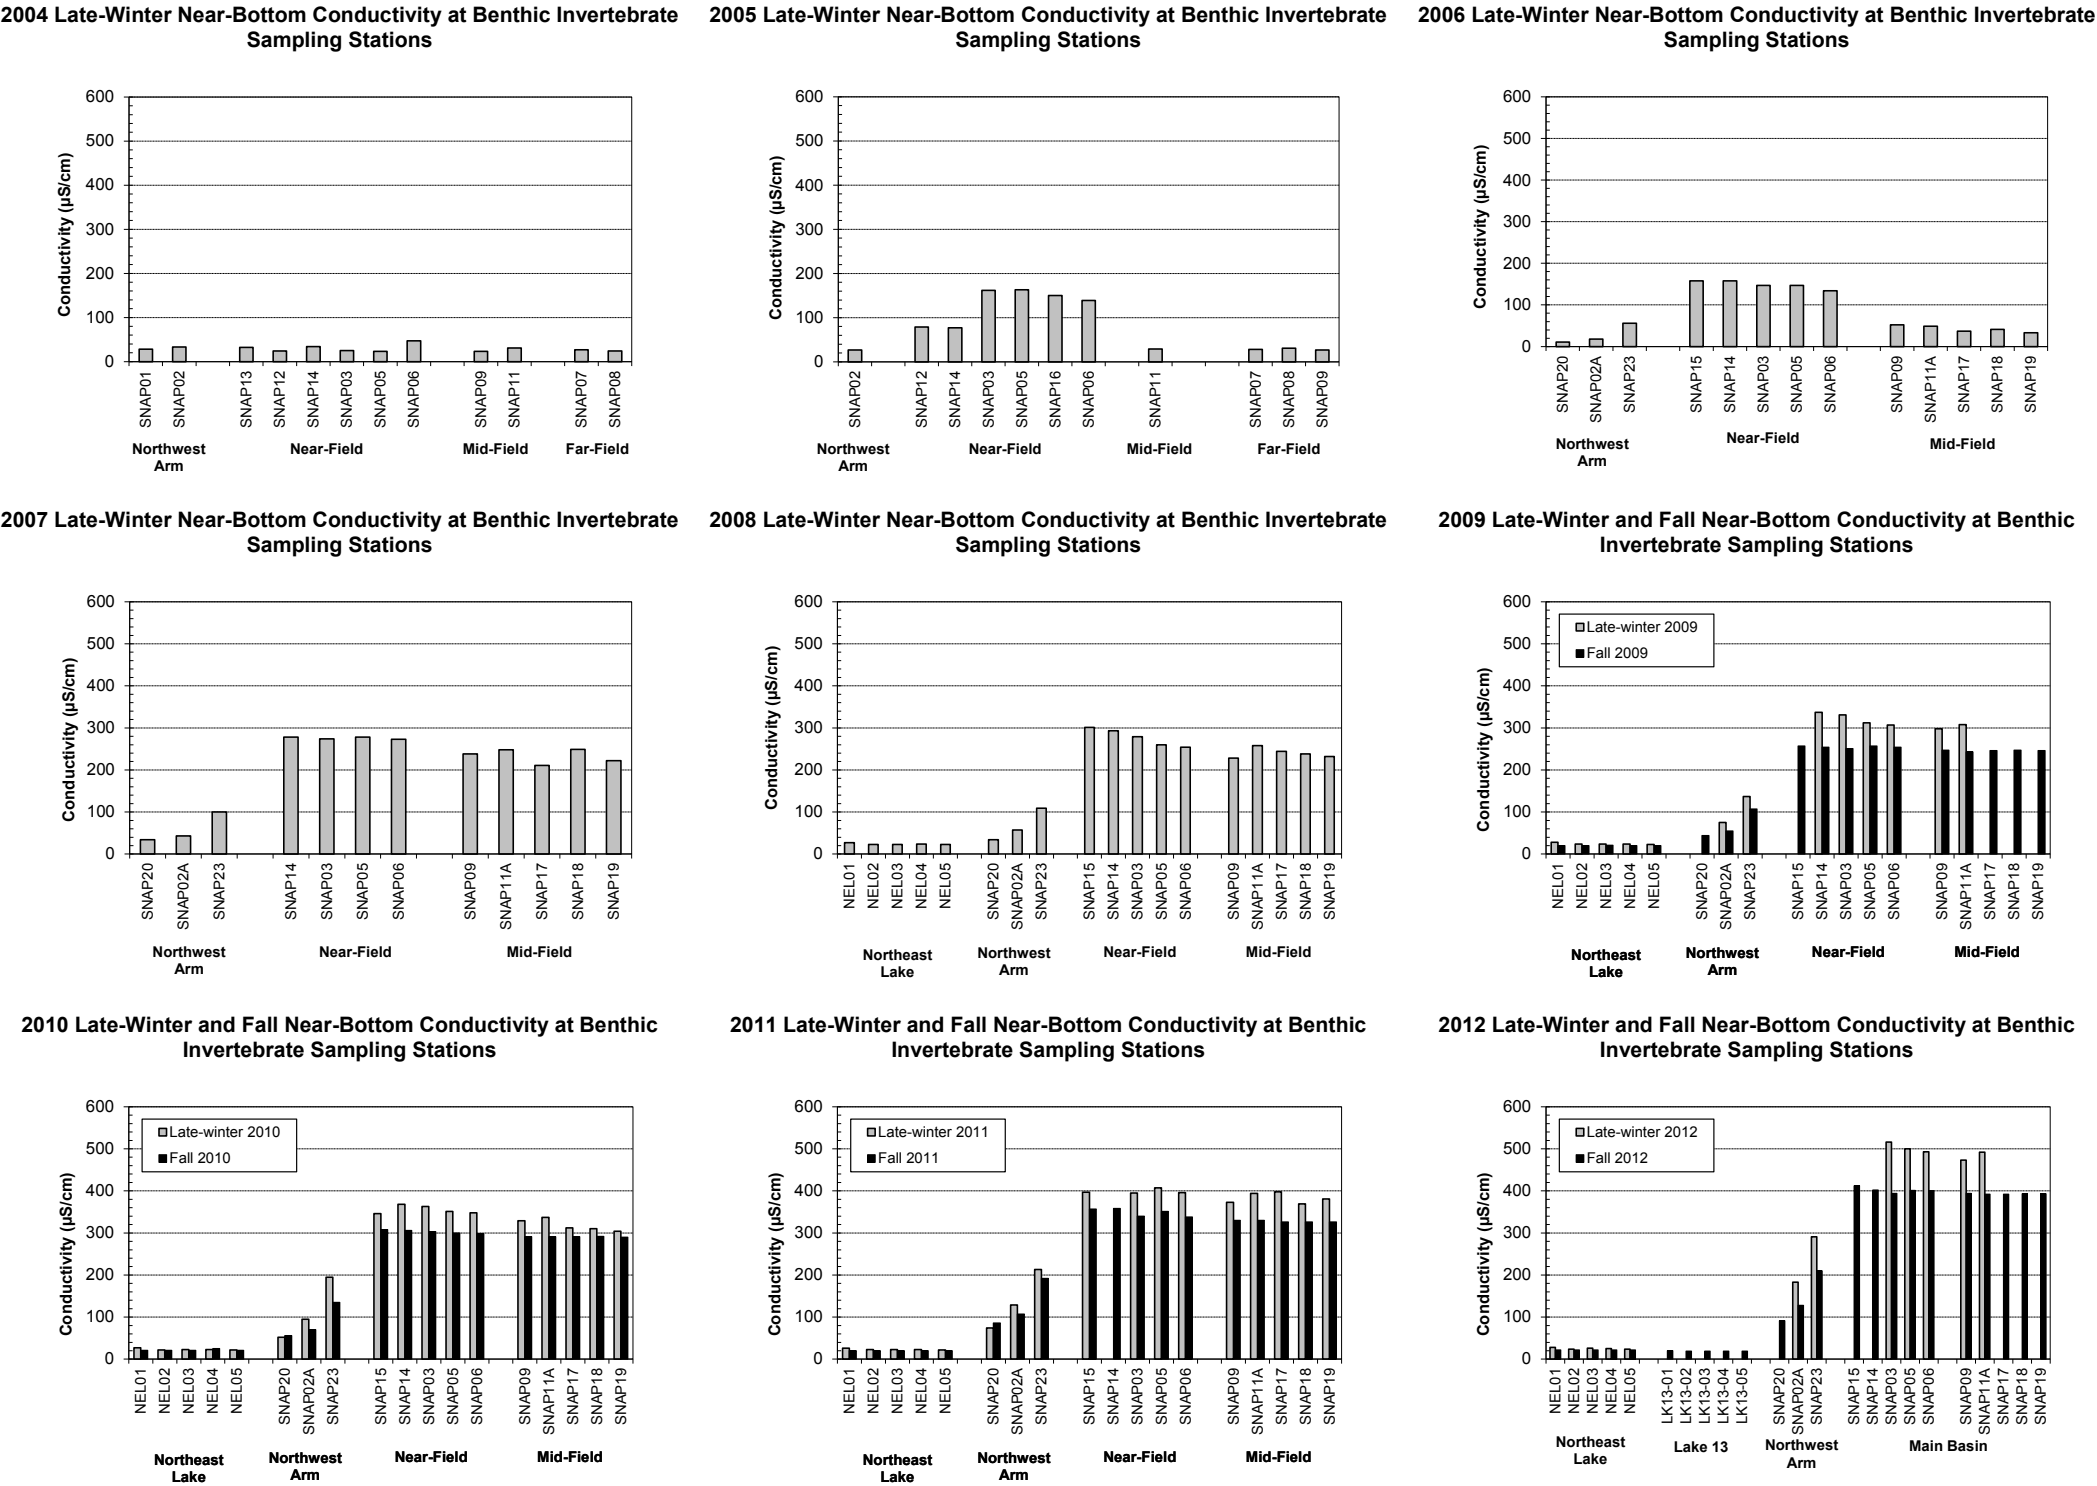 2004 Late-Winter Near-Bottom Conductivity at Benthic Invertebrate
Sampling Stations
600
500
400
300
200
100
0
Conductivity (µS/cm)
SNAP01
SNAP02
SNAP13
SNAP12
SNAP14
SNAP03
SNAP05
SNAP06
SNAP09
SNAP11
SNAP07
SNAP08
Northwest
Arm
Near-Field
Mid-Field
Far-Field
2005 Late-Winter Near-Bottom Conductivity at Benthic Invertebrate
Sampling Stations
600
500
400
300
200
100
0
Conductivity (µS/cm)
SNAP02
SNAP12
SNAP14
SNAP03
SNAP05
SNAP16
SNAP06
SNAP11
SNAP07
SNAP08
SNAP09
Northwest
Arm
Near-Field
Mid-Field
Far-Field
2006 Late-Winter Near-Bottom Conductivity at Benthic Invertebrate
Sampling Stations
600
500
400
300
200
100
0
Conductivity (µS/cm)
SNAP20
SNAP02A
SNAP23
SNAP15
SNAP14
SNAP03
SNAP05
SNAP06
SNAP09
SNAP11A
SNAP17
SNAP18
SNAP19
Northwest
Arm
Near-Field
Mid-Field
2007 Late-Winter Near-Bottom Conductivity at Benthic Invertebrate
Sampling Stations
600
500
400
300
200
100
0
Conductivity (µS/cm)
SNAP20
SNAP02A
SNAP23
SNAP14
SNAP03
SNAP05
SNAP06
SNAP09
SNAP11A
SNAP17
SNAP18
SNAP19
Northwest
Arm
Near-Field
Mid-Field
2008 Late-Winter Near-Bottom Conductivity at Benthic Invertebrate
Sampling Stations
600
500
400
300
200
100
0
Conductivity (µS/cm)
NEL01
NEL02
NEL03
NEL04
NEL05
SNAP20
SNAP02A
SNAP23
SNAP15
SNAP14
SNAP03
SNAP05
SNAP06
SNAP09
SNAP11A
SNAP17
SNAP18
SNAP19
Northeast
Lake
Northwest
Arm
Near-Field
Mid-Field
2009 Late-Winter and Fall Near-Bottom Conductivity at Benthic
Invertebrate Sampling Stations
600
500
400
300
200
100
0
Conductivity (µS/cm)
Late-winter 2009
Fall 2009
NEL01
NEL02
NEL03
NEL04
NEL05
SNAP20
SNAP02A
SNAP23
SNAP15
SNAP14
SNAP03
SNAP05
SNAP06
SNAP09
SNAP11A
SNAP17
SNAP18
SNAP19
Northeast
Lake
Northwest
Arm
Near-Field
Mid-Field
2010 Late-Winter and Fall Near-Bottom Conductivity at Benthic
Invertebrate Sampling Stations
600
500
400
300
200
100
0
Conductivity (µS/cm)
Late-winter 2010
Fall 2010
NEL01
NEL02
NEL03
NEL04
NEL05
SNAP20
SNAP02A
SNAP23
SNAP15
SNAP14
SNAP03
SNAP05
SNAP06
SNAP09
SNAP11A
SNAP17
SNAP18
SNAP19
Northeast
Lake
Northwest
Arm
Near-Field
Mid-Field
2011 Late-Winter and Fall Near-Bottom Conductivity at Benthic
Invertebrate Sampling Stations
600
500
400
300
200
100
0
Conductivity (µS/cm)
Late-winter 2011
Fall 2011
NEL01
NEL02
NEL03
NEL04
NEL05
SNAP20
SNAP02A
SNAP23
SNAP15
SNAP14
SNAP03
SNAP05
SNAP06
SNAP09
SNAP11A
SNAP17
SNAP18
SNAP19
Northeast
Lake
Northwest
Arm
Near-Field
Mid-Field
2012 Late-Winter and Fall Near-Bottom Conductivity at Benthic
Invertebrate Sampling Stations
600
500
400
300
200
100
0
Conductivity (µS/cm)
Late-winter 2012
Fall 2012
NEL01
NEL02
NEL03
NEL04
NEL05
LK13-01
LK13-02
LK13-03
LK13-04
LK13-05
SNAP20
SNAP02A
SNAP23
SNAP15
SNAP14
SNAP03
SNAP05
SNAP06
SNAP09
SNAP11A
SNAP17
SNAP18
SNAP19
Northeast
Lake
Lake 13
Northwest
Arm
Main Basin